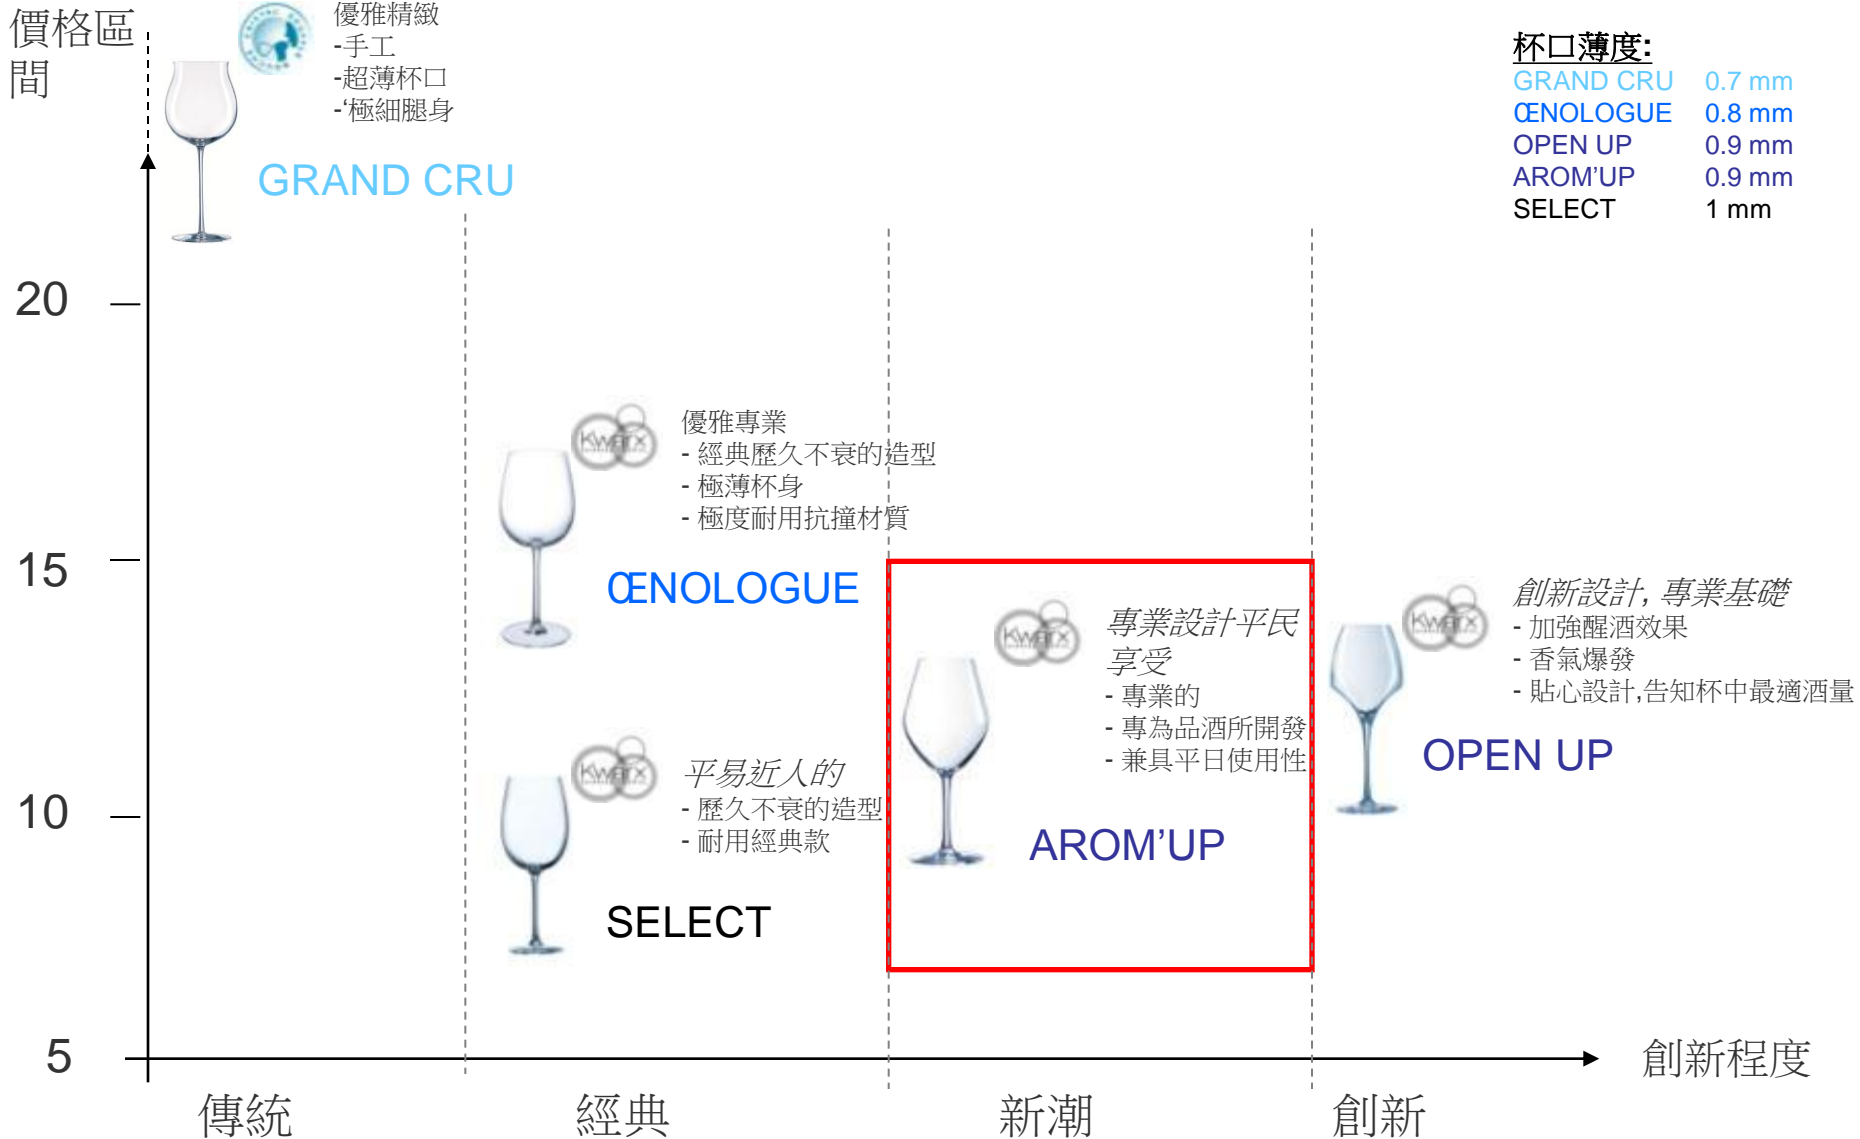 價格區
間
優雅精緻
-手工
-超薄杯口
-‘極細腿身
GRAND CRU
杯口薄度:
GRAND CRU 0.7 mm
ŒNOLOGUE 0.8 mm
OPEN UP 0.9 mm
AROM’UP 0.9 mm
SELECT 1 mm
20
Kwarx
優雅專業
- 經典歷久不衰的造型
- 極薄杯身
- 極度耐用抗撞材質
ŒNOLOGUE
15
Kwarx
專業設計平民
享受
- 專業的
- 專為品酒所開發
- 兼具平日使用性
AROM’UP
Kwarx
創新設計, 專業基礎
- 加強醒酒效果
- 香氣爆發
- 貼心設計,告知杯中最適酒量
OPEN UP
Kwarx
平易近人的
- 歷久不衰的造型
- 耐用經典款
SELECT
10
5
創新程度
傳統
經典
新潮
創新